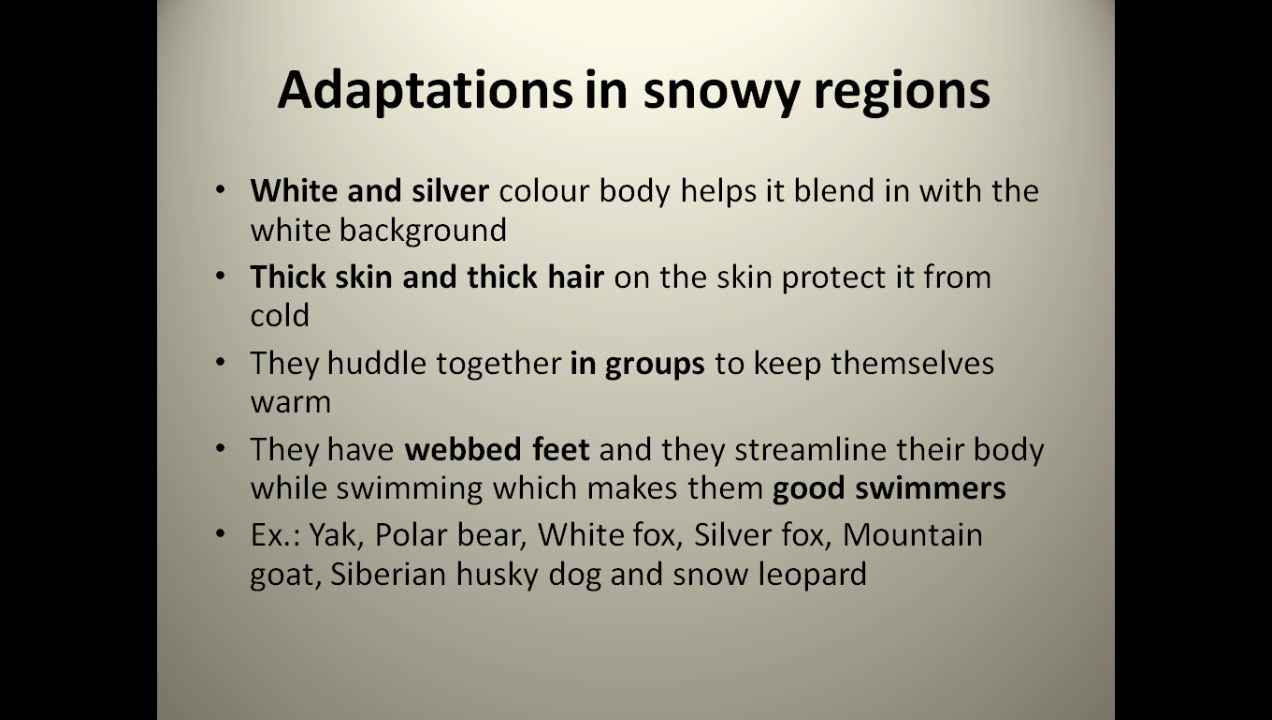 Adaptations in snowy regions
• White and silver colour body helps it blend in with the
white background
• Thick skin and thick hair on the skin protect it from
cold
• They huddle together in groups to keep themselves
warm
• They have webbed feet and they streamline their body
while swimming which makes them good swimmers
• Ex.: Yak, Polar bear, White fox, Silver fox, Mountain
goat, Siberian husky dog and snow leopard